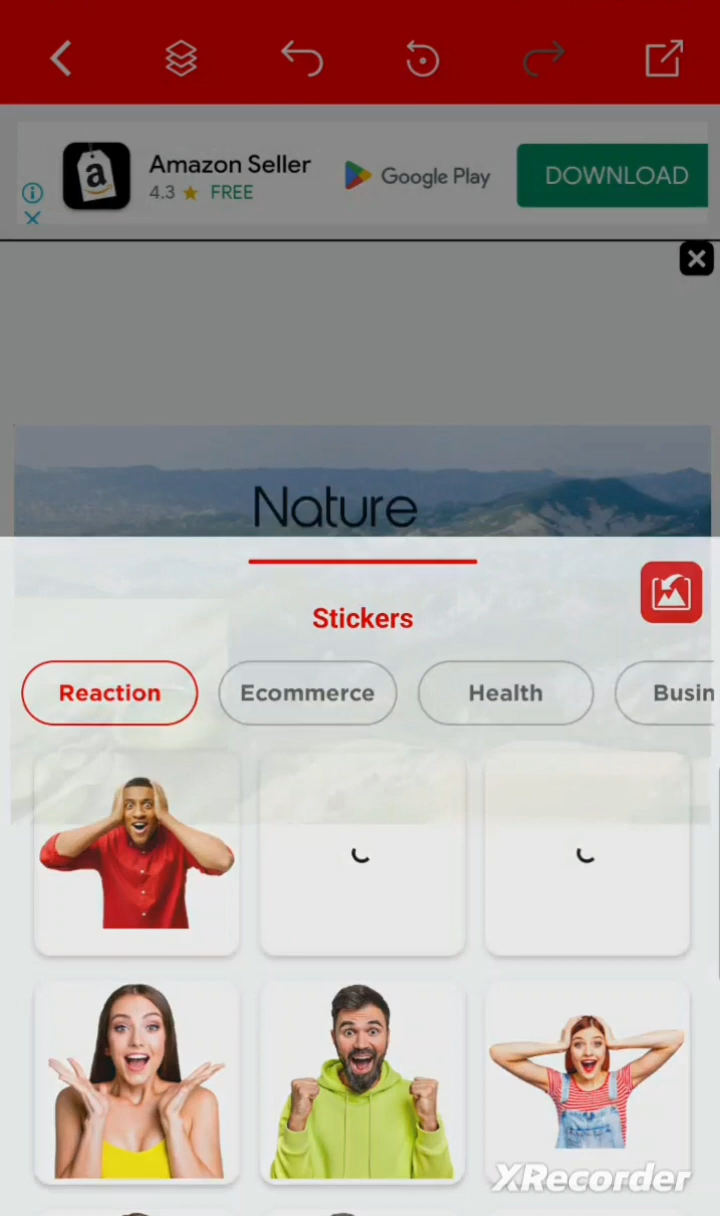 Amazon Seller
4.3 FREE
Google Play
DOWNLOAD
Nature
Stickers
Reaction
Ecommerce
Health
Busin
XRecorder